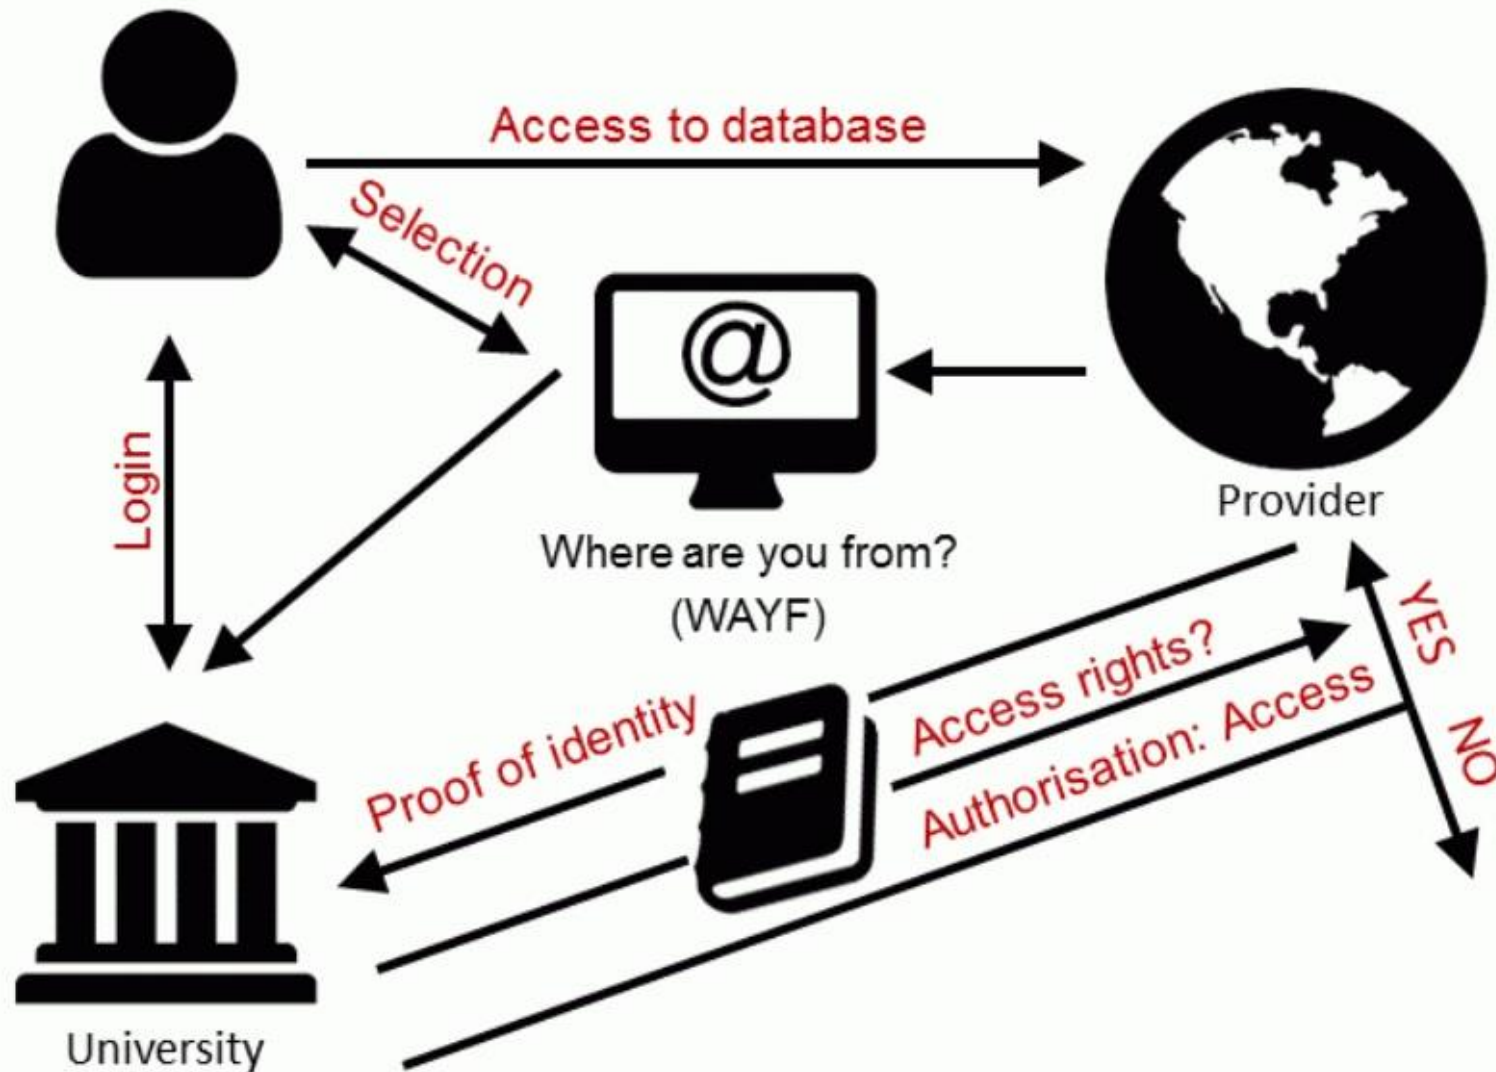 Access to database
Selection
@
Provider
Login
Where are you from?
(WAYF)
YES
Access rights?
NO
Proof of identity
Authorisation: Access
University